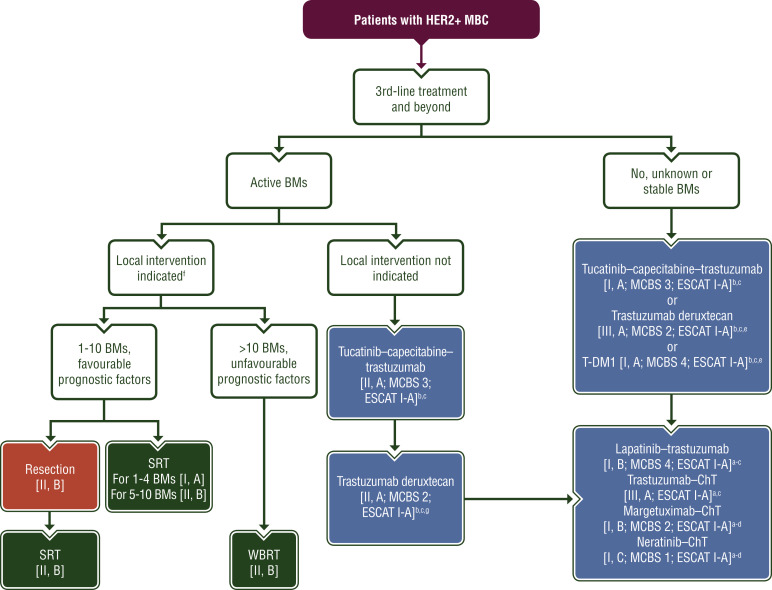 Patients with HER2+ MBC
3rd-line treatment
and beyond
Active BMs
No, unknown or
stable BMs
Local intervention
indicatedf
Local intervention not
indicated
Tucatinib–capecitabine–trastuzumab
[I, A; MCBS 3; ESCAT I-A]b,c
or
Trastuzumab deruxtecan
[III, A; MCBS 2; ESCAT I-A]b,c,e
or
T-DM1 [I, A; MCBS 4; ESCAT I-A]b,c,e
1-10 BMs,
favourable
prognostic factors
>10 BMs,
unfavourable
prognostic factors
Tucatinib–capecitabine–
trastuzumab
[II, A; MCBS 3;
ESCAT I-A]b,c
Resection
[II, B]
SRT
For 1-4 BMs [I, A]
For 5-10 BMs [II, B]
Trastuzumab deruxtecan
[II, A; MCBS 2;
ESCAT I-A]b,c,g
Lapatinib–trastuzumab
[I, B; MCBS 4; ESCAT I-A]a-c
Trastuzumab–ChT
[III, A; ESCAT I-A]a,c
Margetuximab–ChT
[I, B; MCBS 2; ESCAT I-A]a-d
Neratinib–ChT
[I, C; MCBS 1; ESCAT I-A]a-d
SRT
[II, B]
WBRT
[II, B]